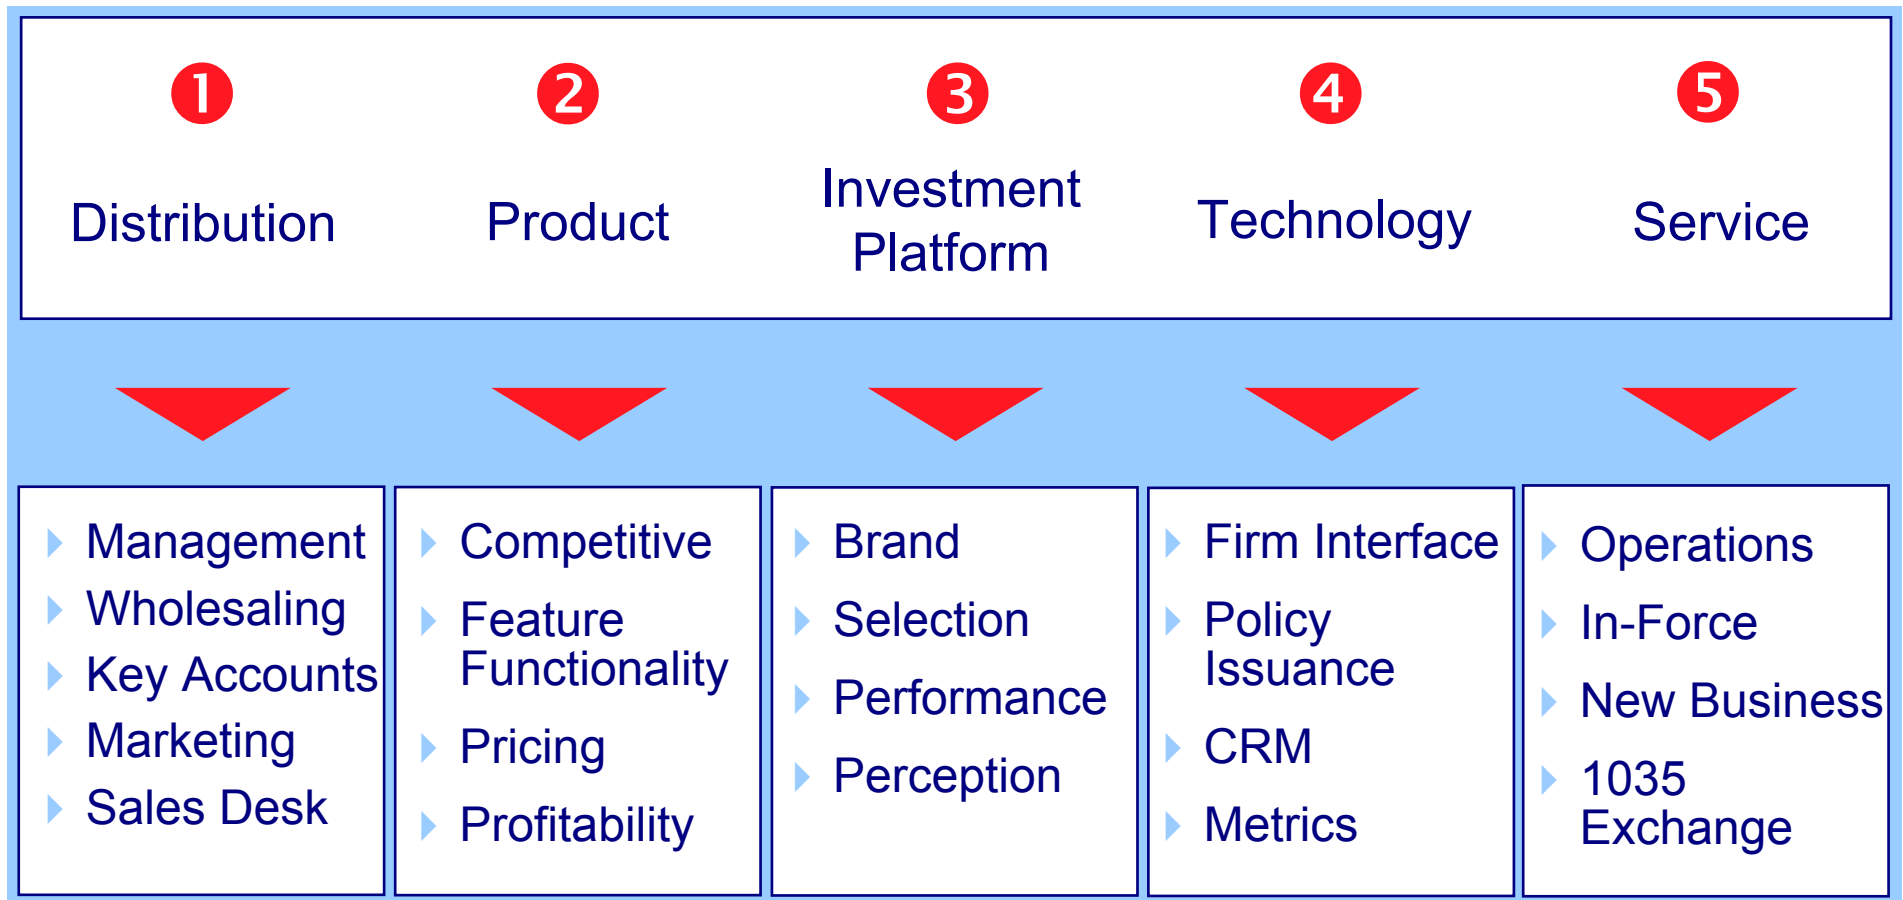 1
2
3
4
5
Distribution
Product
Investment
Platform
Technology
Service
Management
Wholesaling
Key Accounts
Marketing
Sales Desk
Competitive
Feature
Functionality
Pricing
Profitability
Brand
Selection
Performance
Perception
Firm Interface
Policy
Issuance
CRM
Metrics
Operations
In-Force
New Business
1035
Exchange